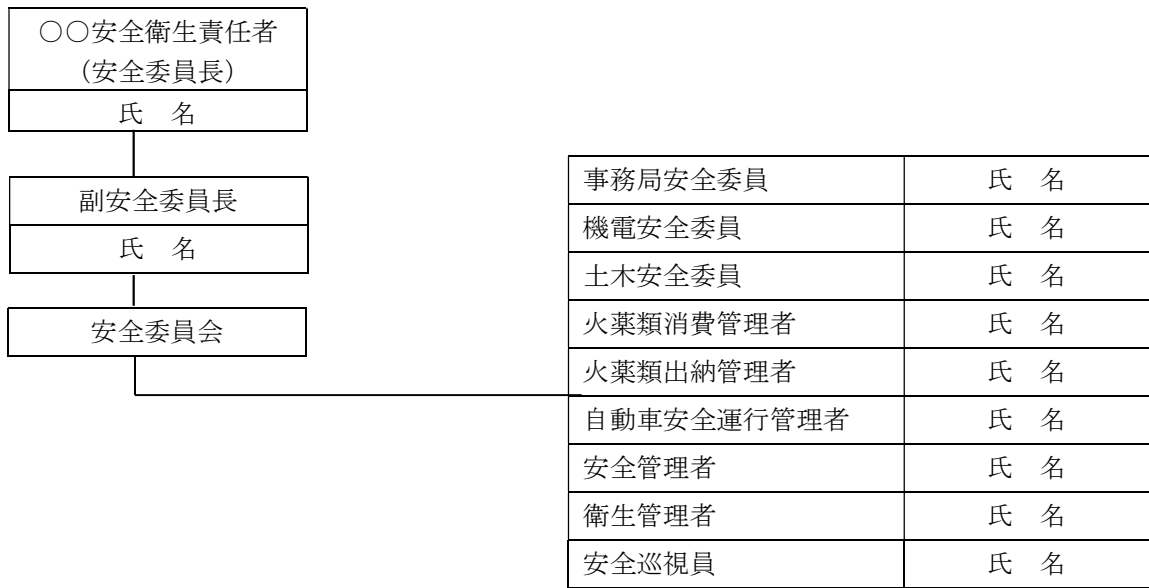 ○○安全衛生責任者
（安全委員長）
氏　名
副安全委員長
氏　名
安全委員会
事務局安全委員　氏　名
機電安全委員　氏　名
土木安全委員　氏　名
火薬類消費管理者　氏　名
火薬類出納管理者　氏　名
自動車安全運行管理者　氏　名
安全管理者　氏　名
衛生管理者　氏　名
安全巡視員　氏　名